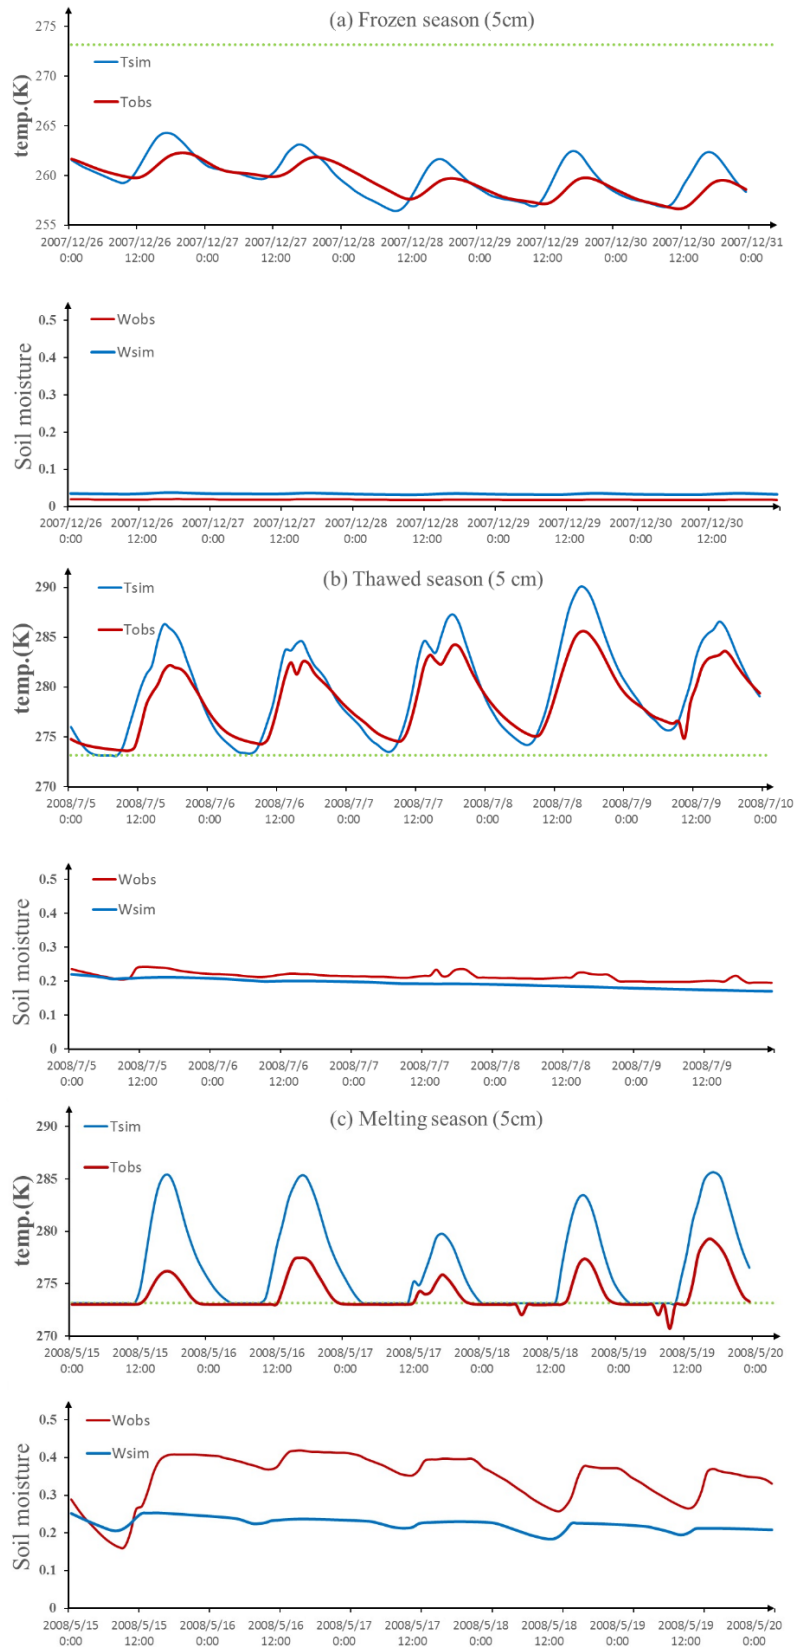 (a) Frozen season (5cm)
275
270
265
260
255
temp.(K)
Tsim
Tobs
2007/12/26 2007/12/26 2007/12/27 2007/12/27 2007/12/28 2007/12/28 2007/12/29 2007/12/29 2007/12/30 2007/12/30 2007/12/31
0:00 12:00 0:00 12:00 0:00 12:00 0:00 12:00 0:00 12:00 0:00
0.5
0.4
0.3
0.2
0.1
0
Soil moisture
Wobs
Wsim
2007/12/26 2007/12/26 2007/12/27 2007/12/27 2007/12/28 2007/12/28 2007/12/29 2007/12/29 2007/12/30 2007/12/30
0:00 12:00 0:00 12:00 0:00 12:00 0:00 12:00 0:00 12:00
(b) Thawed season (5 cm)
290
285
280
275
270
temp.(K)
Tsim
Tobs
2008/7/5 2008/7/5 2008/7/6 2008/7/6 2008/7/7 2008/7/7 2008/7/8 2008/7/8 2008/7/9 2008/7/9 2008/7/10
0:00 12:00 0:00 12:00 0:00 12:00 0:00 12:00 0:00 12:00 0:00
0.5
0.4
0.3
0.2
0.1
0
Soil moisture
Wobs
Wsim
2008/7/5 2008/7/5 2008/7/6 2008/7/6 2008/7/7 2008/7/7 2008/7/8 2008/7/8 2008/7/9 2008/7/9
0:00 12:00 0:00 12:00 0:00 12:00 0:00 12:00 0:00 12:00
(c) Melting season (5cm)
290
285
280
275
270
temp.(K)
Tsim
Tobs
2008/5/15 2008/5/15 2008/5/16 2008/5/16 2008/5/17 2008/5/17 2008/5/18 2008/5/18 2008/5/19 2008/5/19 2008/5/20
0:00 12:00 0:00 12:00 0:00 12:00 0:00 12:00 0:00 12:00 0:00
0.5
0.4
0.3
0.2
0.1
0
Soil moisture
Wobs
Wsim
2008/5/15 2008/5/15 2008/5/16 2008/5/16 2008/5/17 2008/5/17 2008/5/18 2008/5/18 2008/5/19 2008/5/19 2008/5/20
0:00 12:00 0:00 12:00 0:00 12:00 0:00 12:00 0:00 12:00 0:00